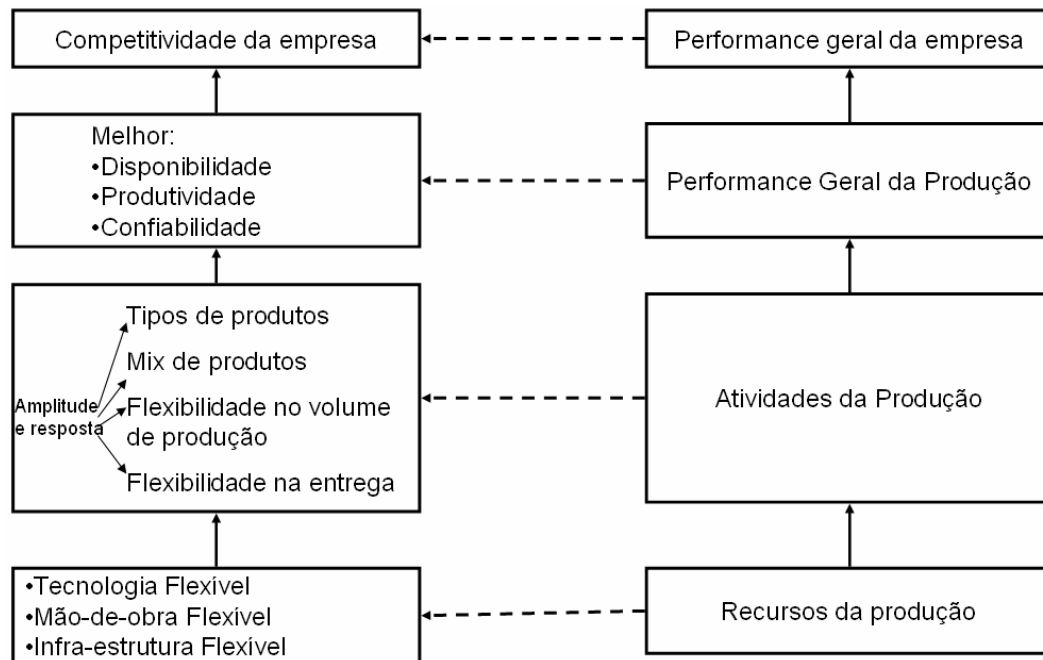 Competitividade da empresa
Performance geral da empresa
Melhor:
•Disponibilidade
•Produtividade
•Confiabilidade
Performance Geral da Produção
Tipos de produtos
Mix de produtos
Amplitude
e resposta
Flexibilidade no volume
de produção
Flexibilidade na entrega
Atividades da Produção
•Tecnologia Flexível
•Mão-de-obra Flexível
•Infra-estrutura Flexível
Recursos da produção